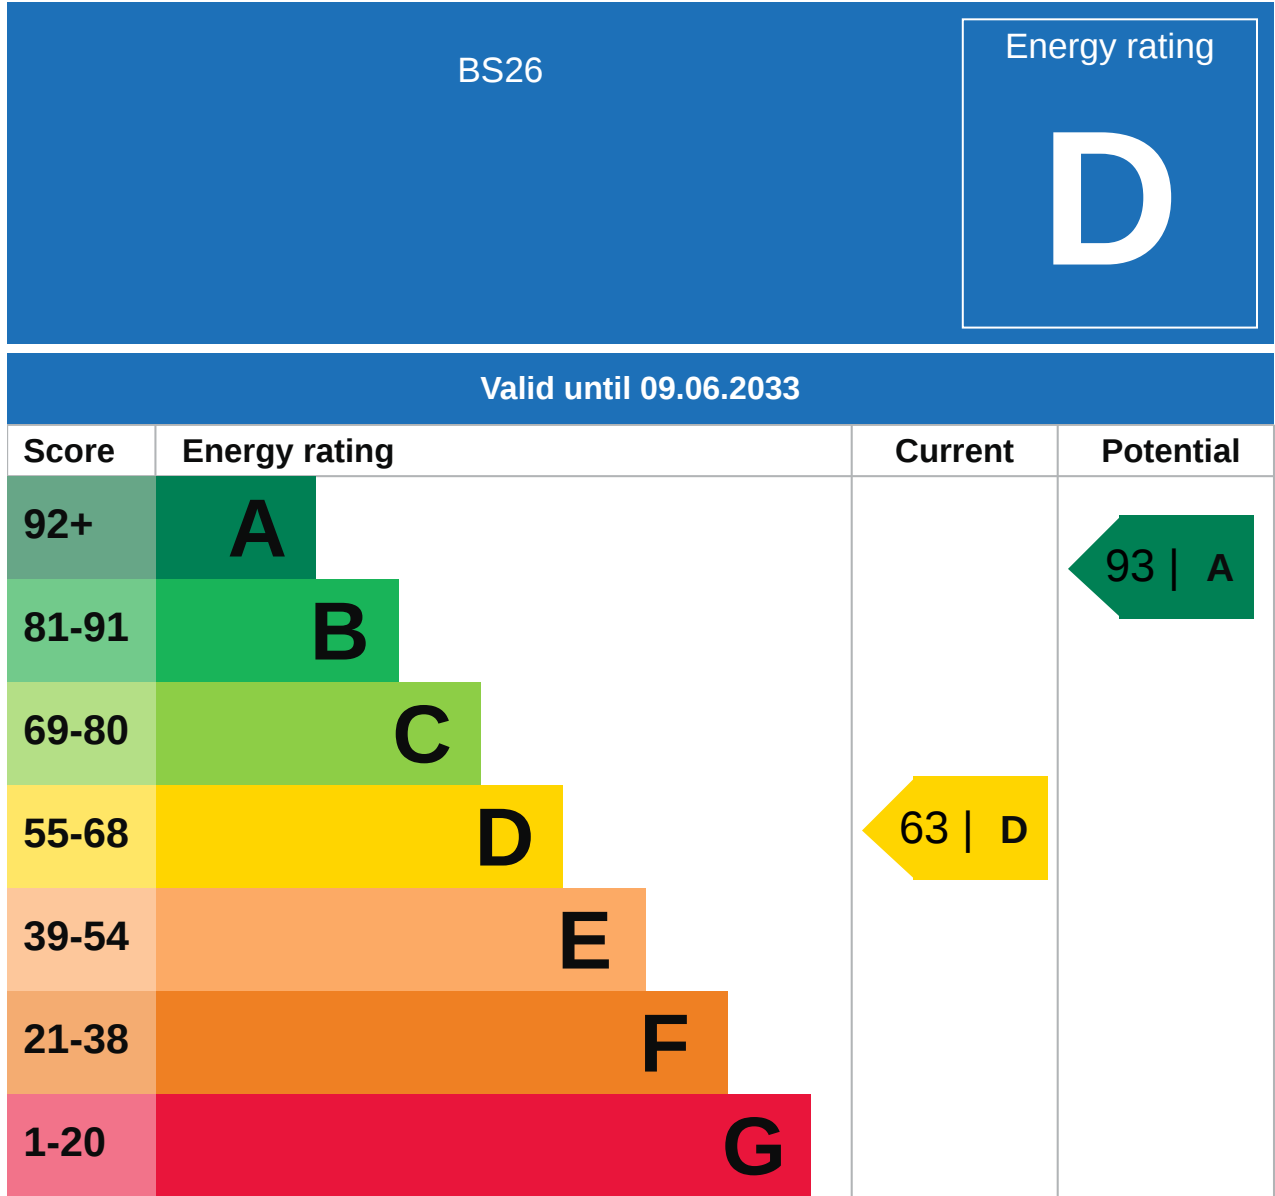 BS26
Energy rating
D
Valid until 09.06.2033
Score Energy rating Current Potential
92+ A 93 | A
81-91 B
69-80 C
55-68 D 63 | D
39-54 E
21-38 F
1-20 G